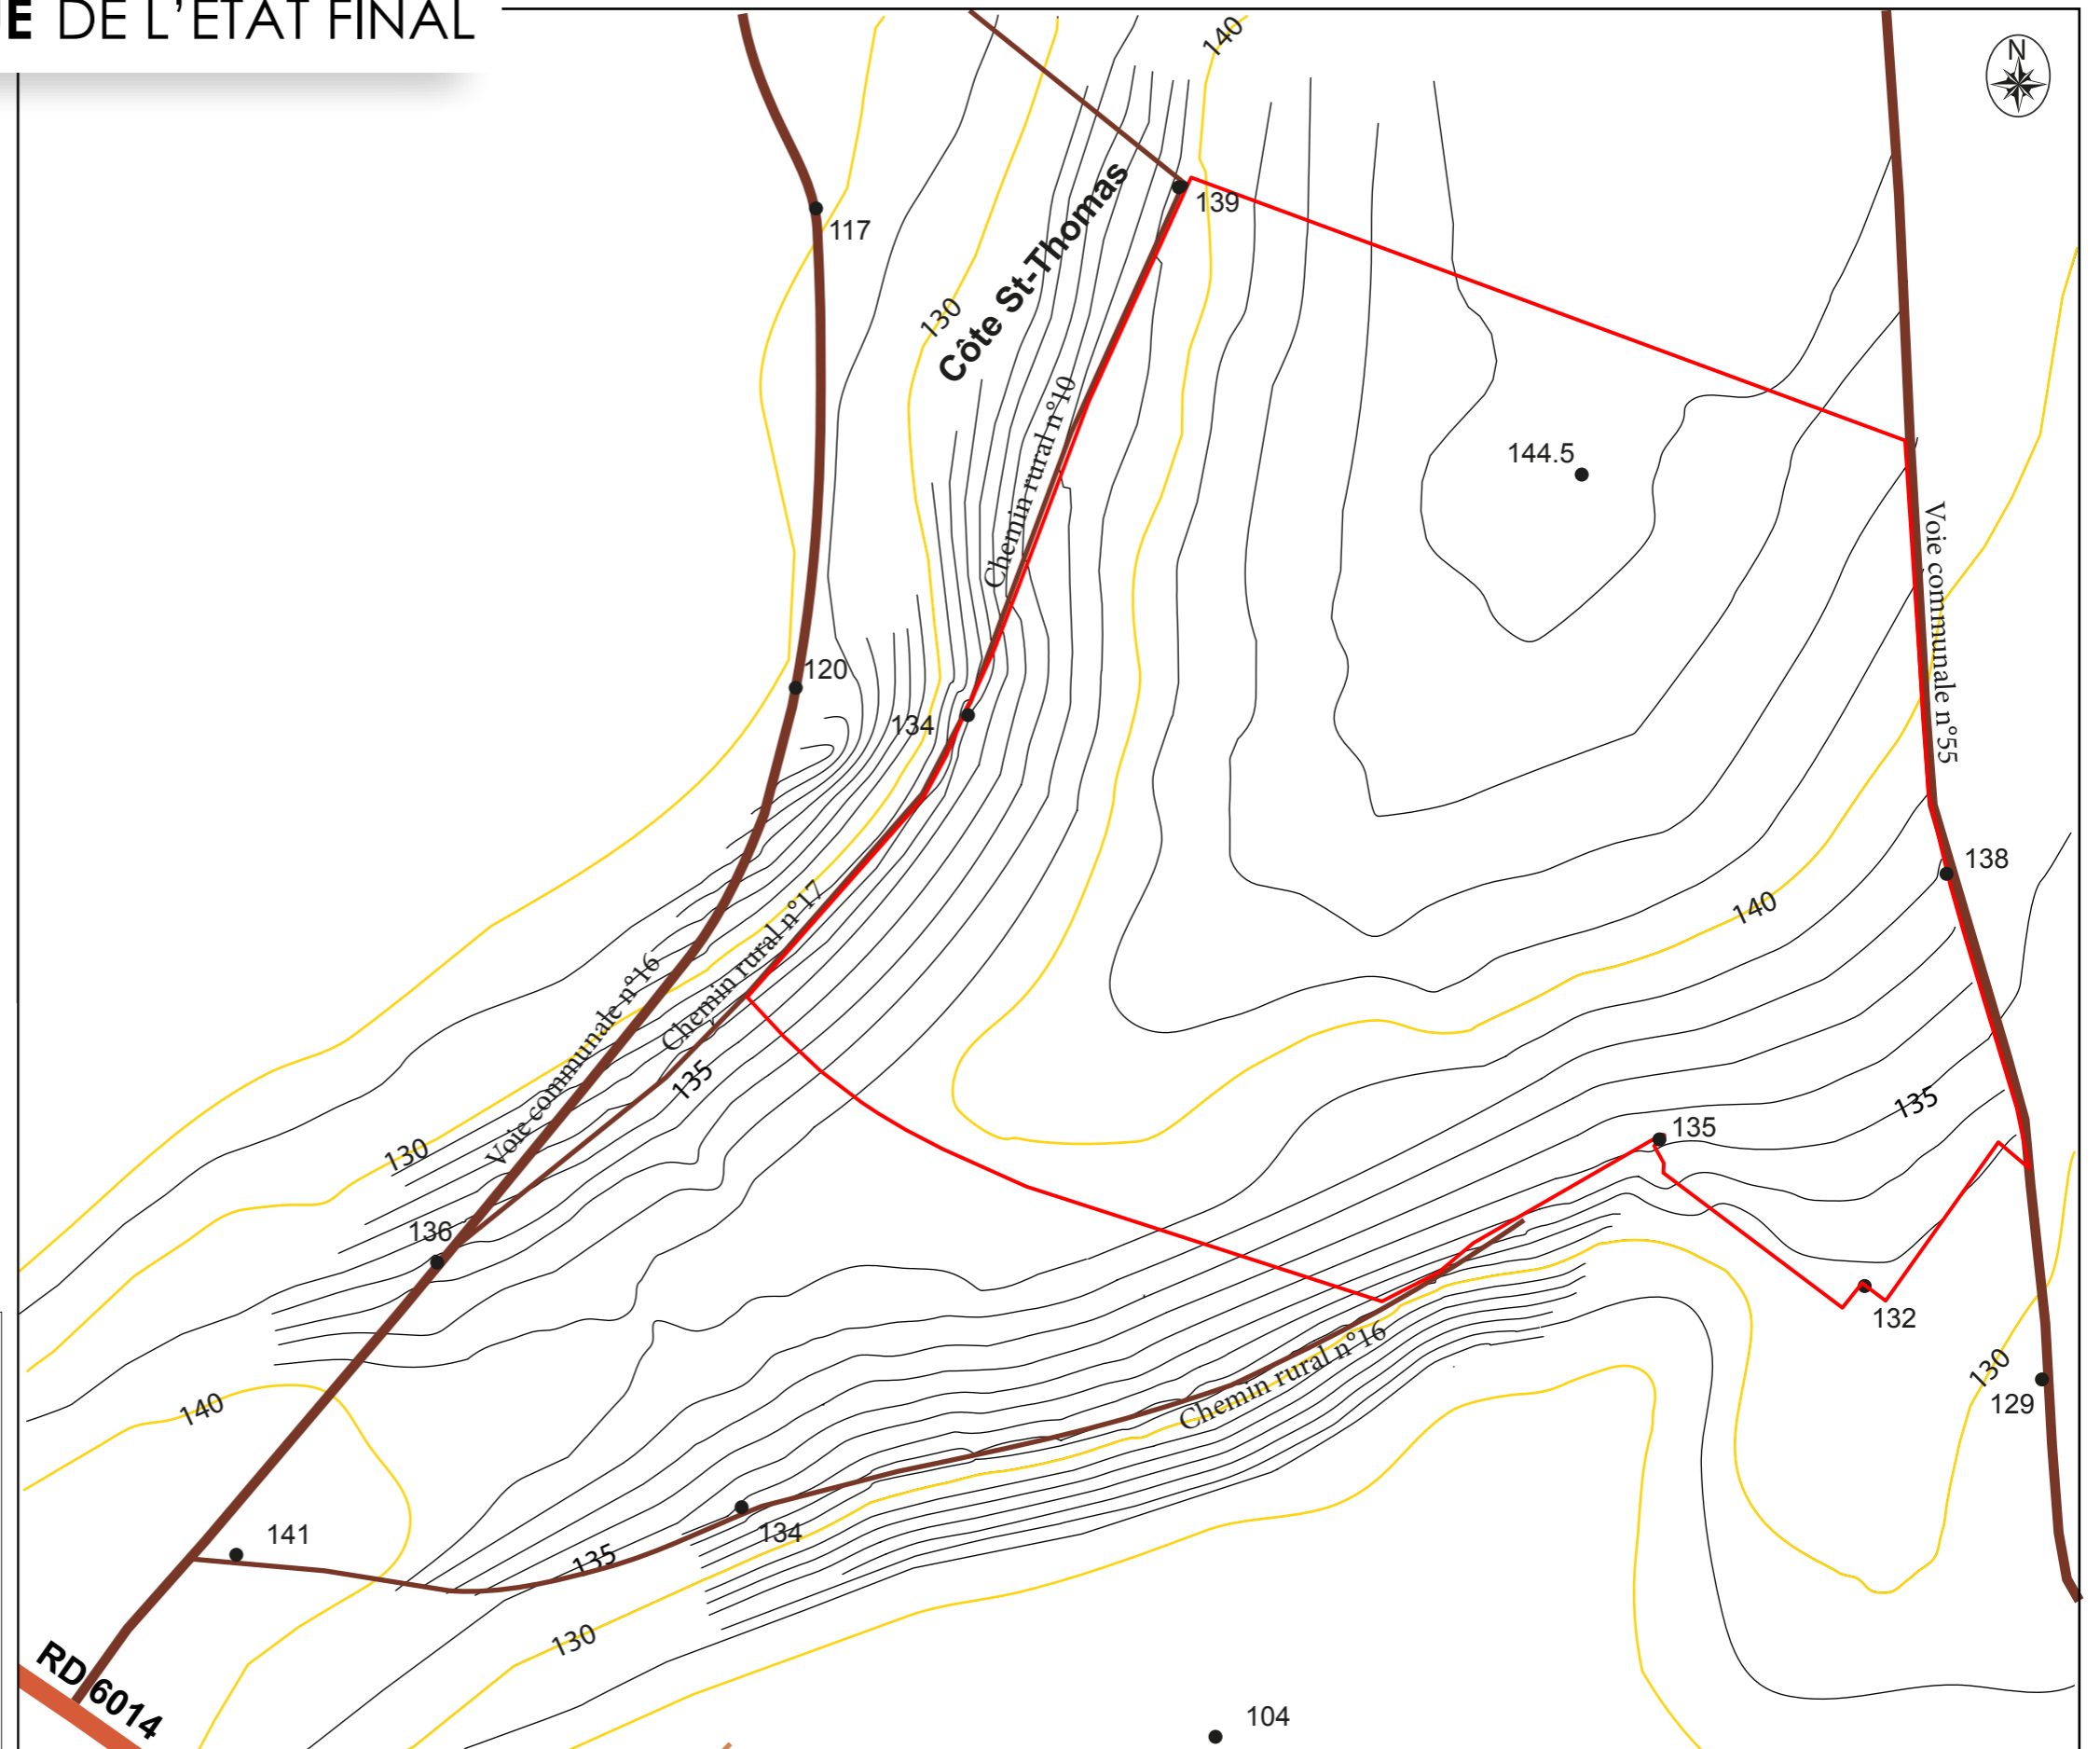 E DE L'ÉTAT FINAL
140
N
139
117
Côte St-Thomas
130
Chemin rural n°10
144.5
Voie communale n°55
120
134
138
140
Chemin rural n°17
Voie communale n°16
135
135
135
130
136
132
Chemin rural n°16
130
129
140
141
134
135
130
RD 6014
104